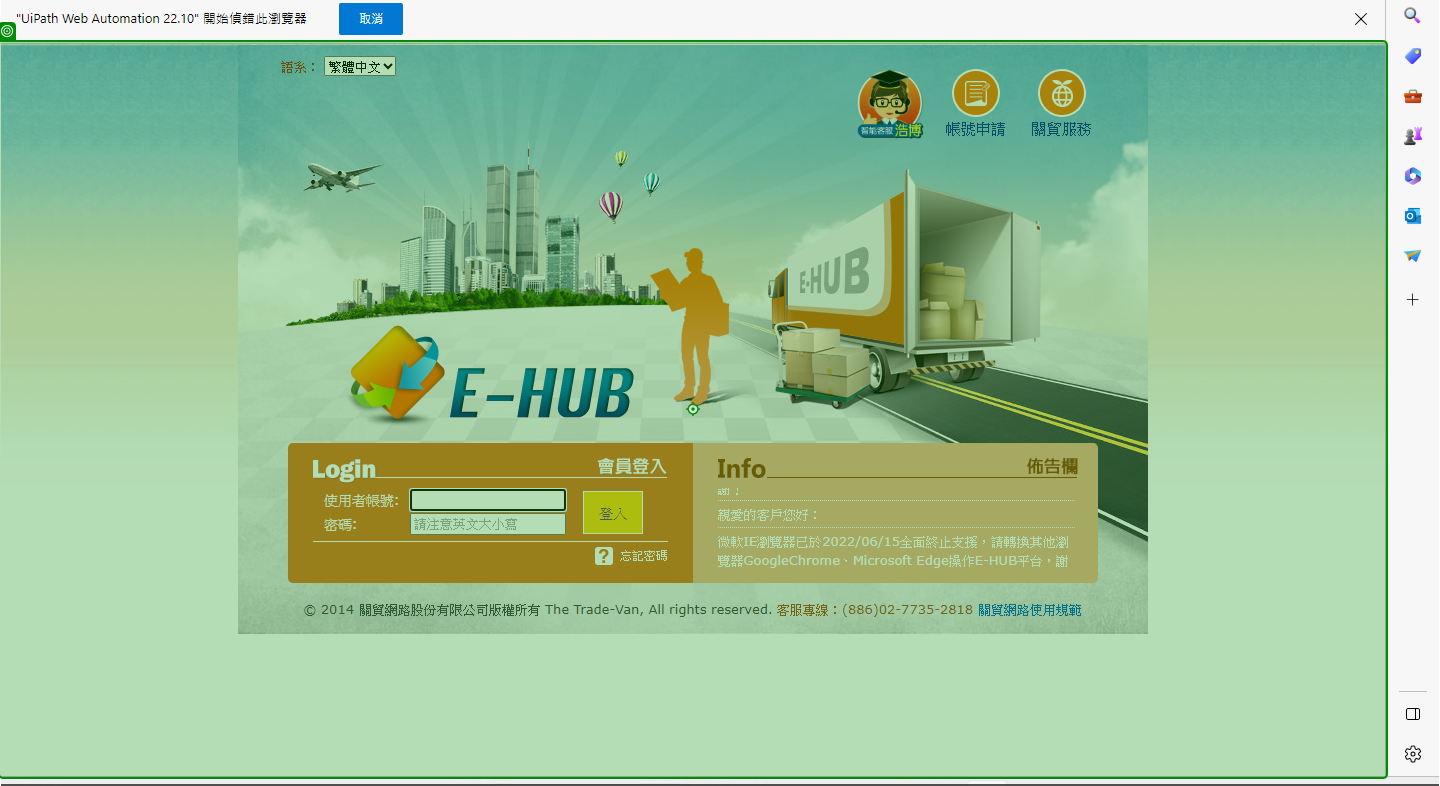 "UiPath Web Automation 22.10" 開始偵錯此瀏覽器 取消
語系： 繁體中文
智能客服 浩博 帳號申請 關貿服務
E-HUB
E-HUB
Login 會員登入
使用者帳號:
密碼: 請注意英文大小寫
登入
? 忘記密碼
Info 佈告欄
謝！
親愛的客戶您好：
微軟IE瀏覽器已於2022/06/15全面終止支援，請轉換其他瀏
覽器GoogleChrome、Microsoft Edge操作E-HUB平台，謝
© 2014 關貿網路股份有限公司版權所有 The Trade-Van, All rights reserved. 客服專線：(886)02-7735-2818 關貿網路使用規範